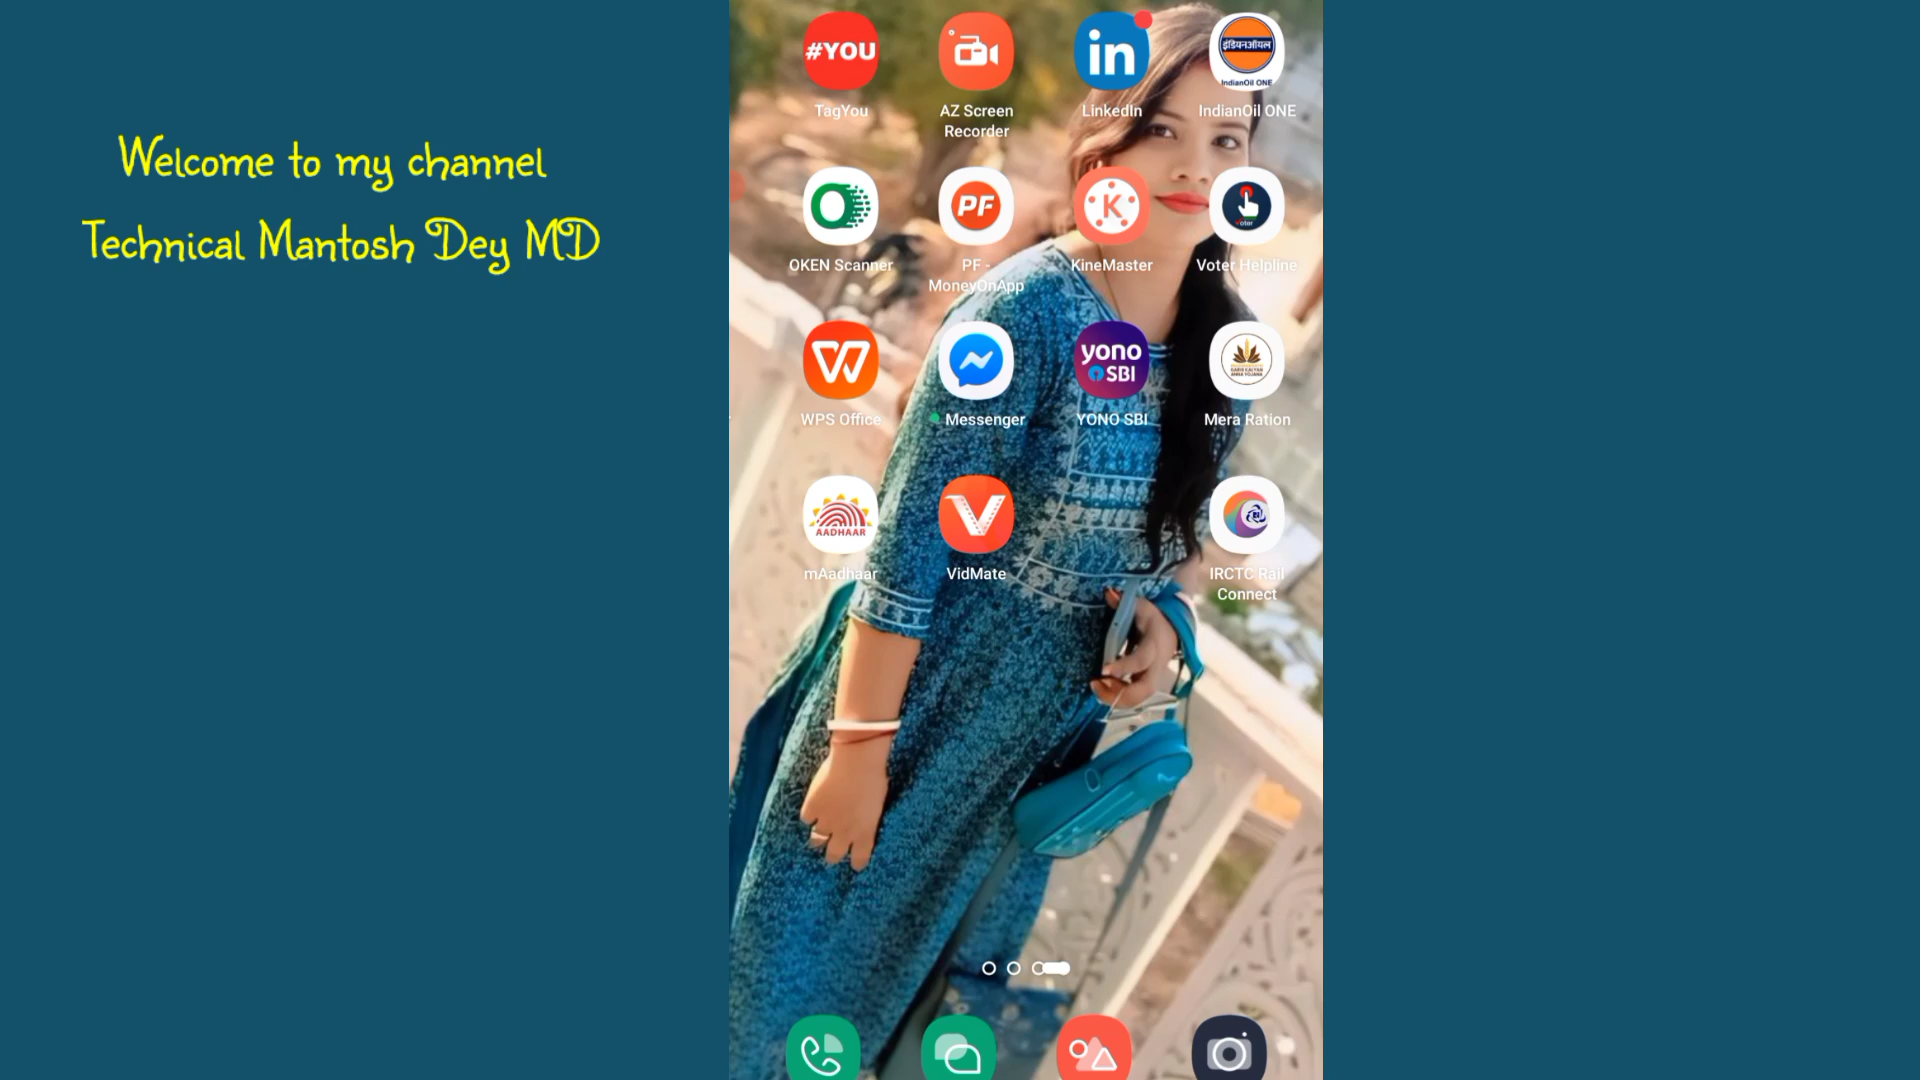 Welcome to my channel
Technical Mantosh Dey MD
#YOU
in
इंडियनऑयल
IndianOil ONE
TagYou
AZ Screen
Recorder
LinkedIn
IndianOil ONE
O
PF
K
OKEN Scanner
PF -
MoneyOnApp
KineMaster
Voter Helpline
W
yono
SBI
WPS Office
Messenger
YONO SBI
Mera Ration
AADHAAR
V
mAadhaar
VidMate
IRCTC Rail
Connect